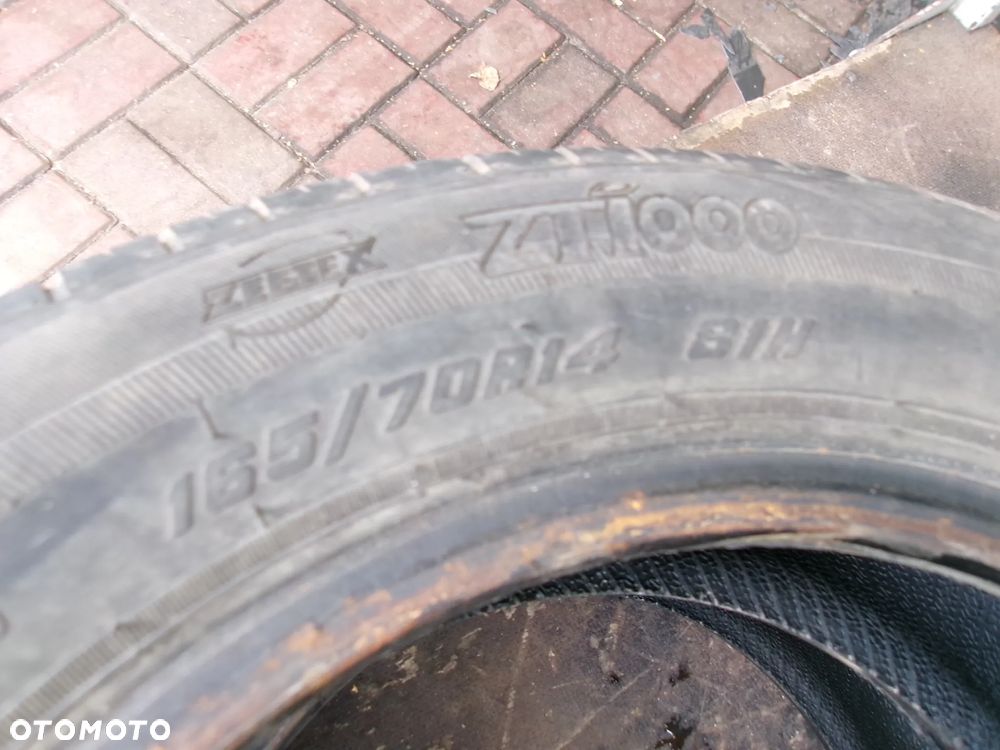 ZEETEX ZT1000
165/70R14 81H
OTOMOTO